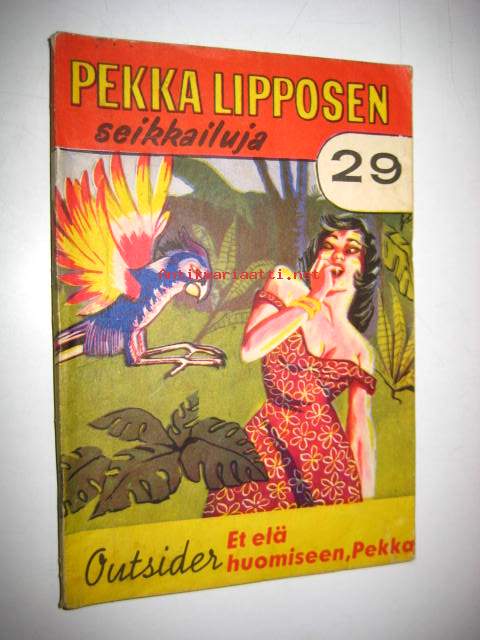 PEKKA LIPPOSEN
seikkailuja
29
antikvariaatti.net
Outsider
Et elä
huomiseen, Pekka